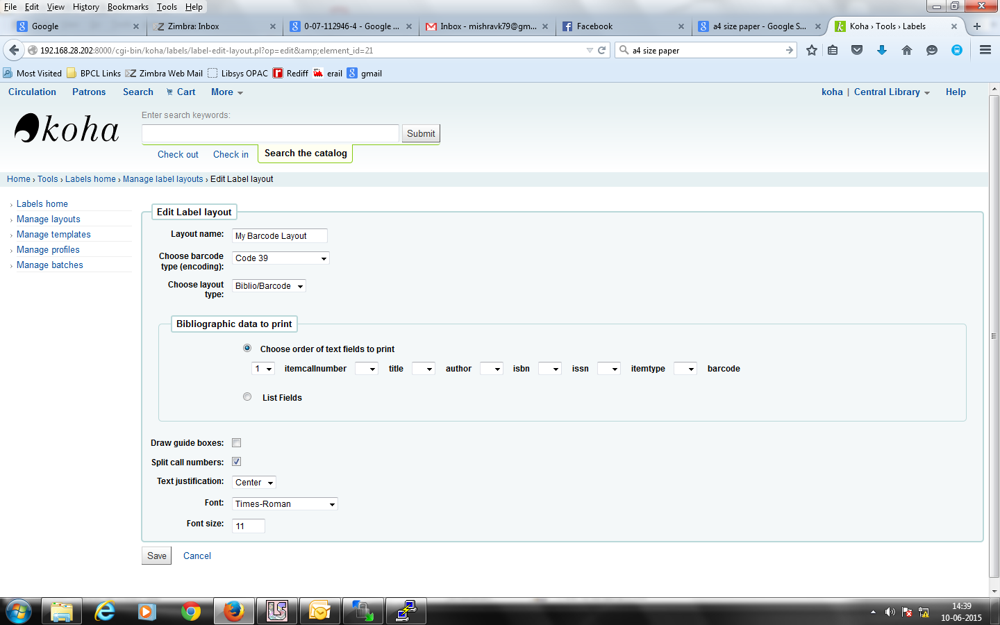 File Edit View History Bookmarks Tools Help
Google
Zimbra: Inbox
0-07-112946-4 - Google ...
Inbox - mishravk79@gm...
Facebook
a4 size paper - Google S...
Koha › Tools › Labels
192.168.28.202:8000/cgi-bin/koha/labels/label-edit-layout.pl?op=edit&amp;element_id=21
a4 size paper
Most Visited BPCL Links Zimbra Web Mail Libsys OPAC Rediff erail gmail
Circulation Patrons Search Cart More koha | Central Library Help
koha
Enter search keywords:
Submit
Check out Check in Search the catalog
Home › Tools › Labels home › Manage label layouts › Edit Label layout
Labels home
Manage layouts
Manage templates
Manage profiles
Manage batches
Edit Label layout
Layout name: My Barcode Layout
Choose barcode
type (encoding): Code 39
Choose layout
type: Biblio/Barcode
Bibliographic data to print
Choose order of text fields to print
1 itemcallnumber title author isbn issn itemtype barcode
List Fields
Draw guide boxes:
Split call numbers:
Text justification: Center
Font: Times-Roman
Font size: 11
Save Cancel
14:39
10-06-2015